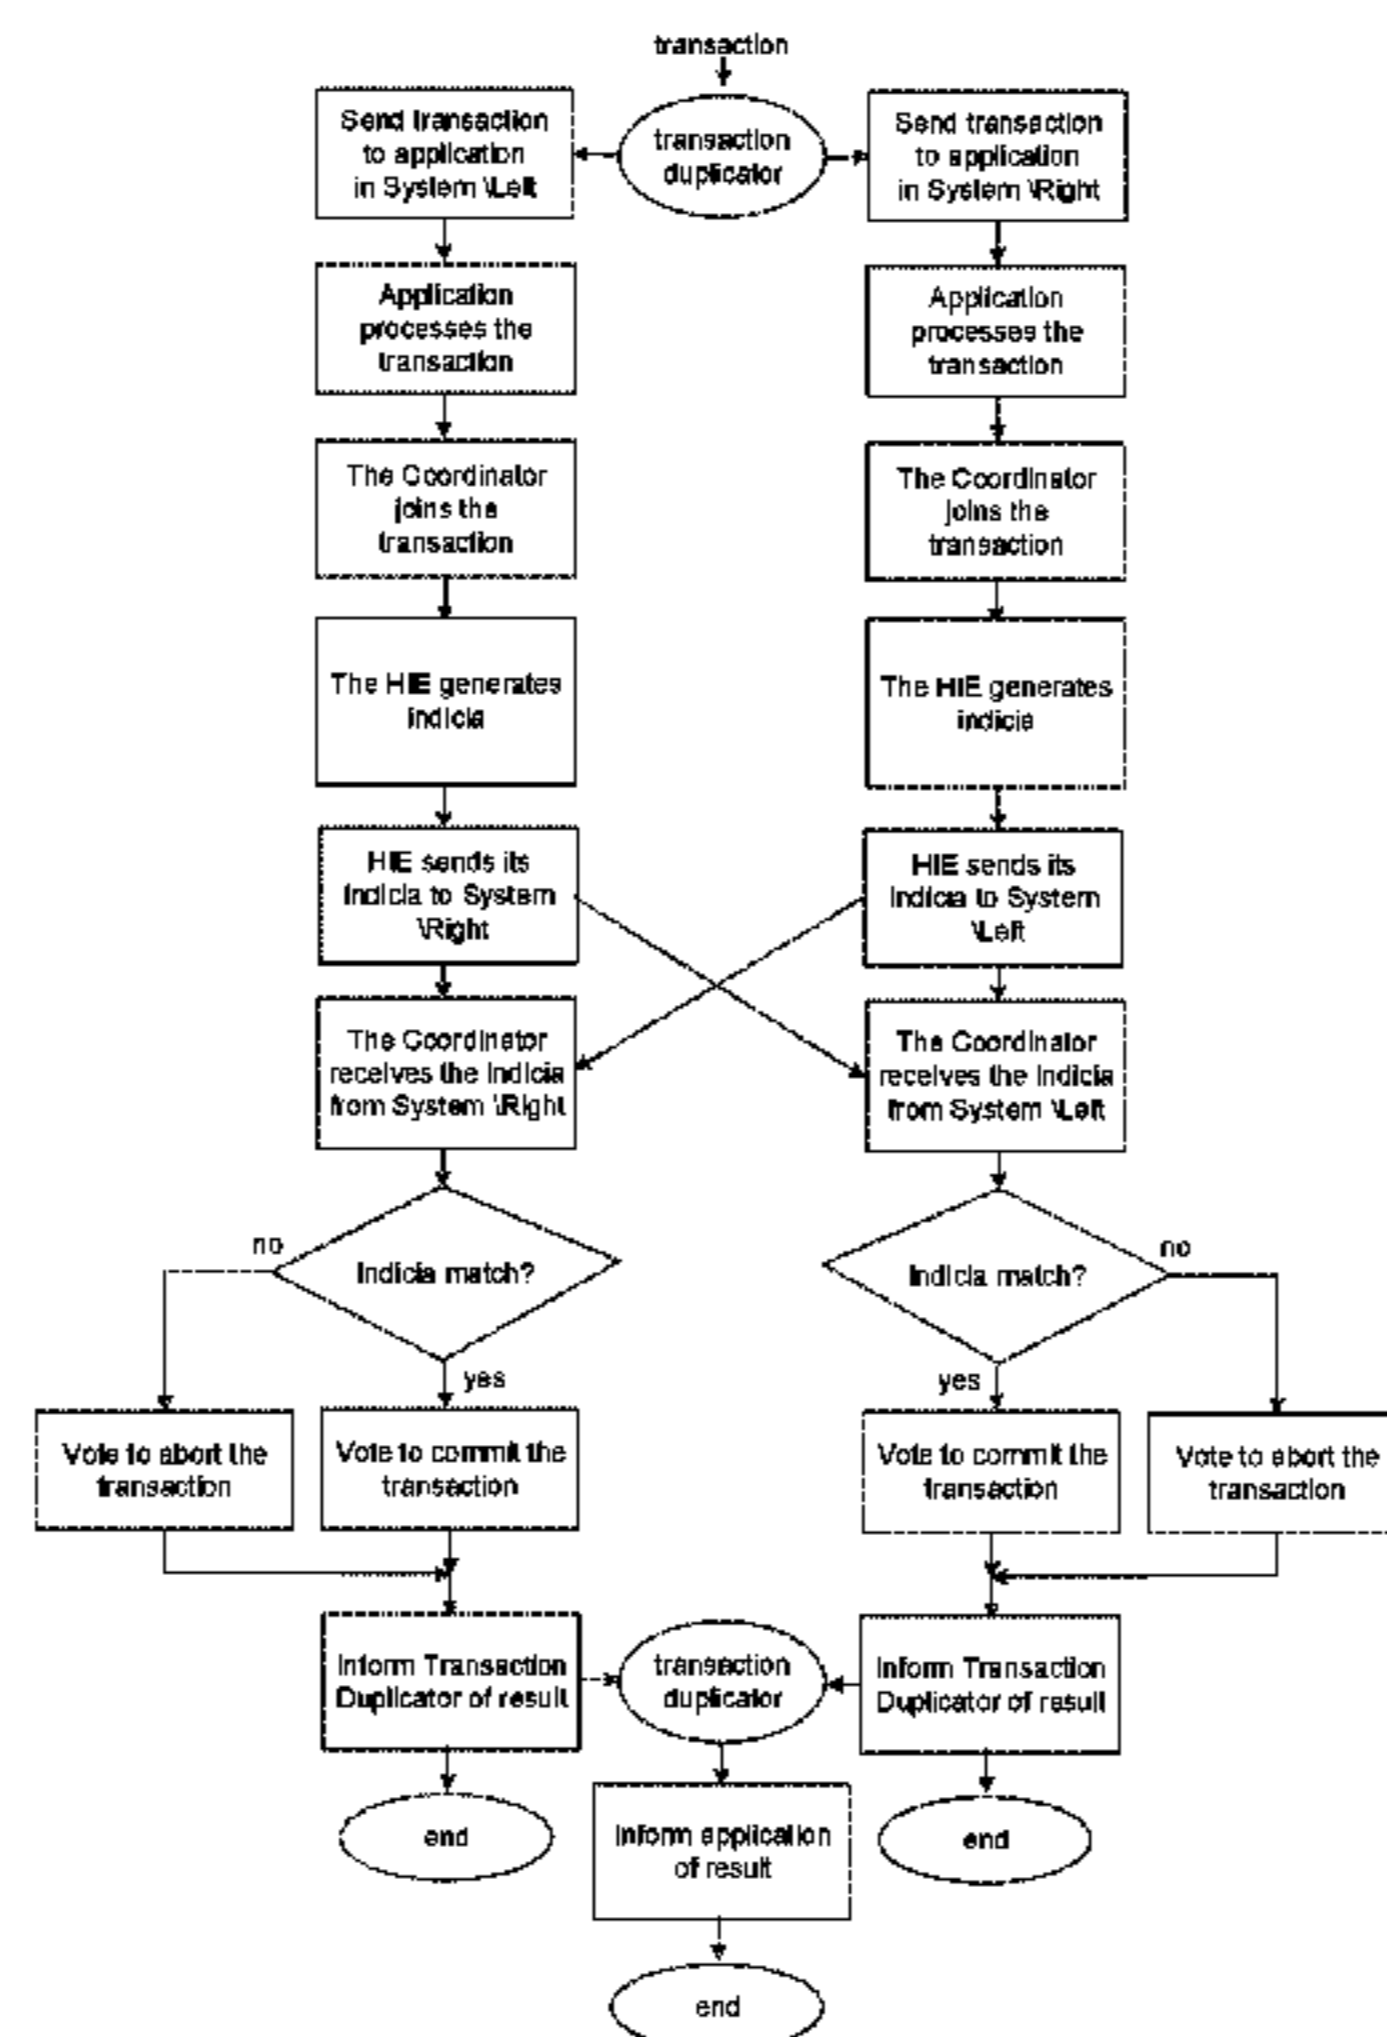 transaction
transaction
duplicator
Send transaction
to application
in System \Left
Send transaction
to application
in System \Right
Application
processes the
transaction
Application
processes the
transaction
The Coordinator
joins the
transaction
The Coordinator
joins the
transaction
The HIE generates
indicia
The HIE generates
indicia
HIE sends its
Indicia to System
\Right
HIE sends its
Indicia to System
\Left
The Coordinator
receives the Indicia
from System \Right
The Coordinator
receives the Indicia
from System \Left
no
Indicia match?
yes
Indicia match?
no
yes
Vote to abort the
transaction
Vote to commit the
transaction
Vote to commit the
transaction
Vote to abort the
transaction
Inform Transaction
Duplicator of result
transaction
duplicator
Inform Transaction
Duplicator of result
end
Inform application
of result
end
end